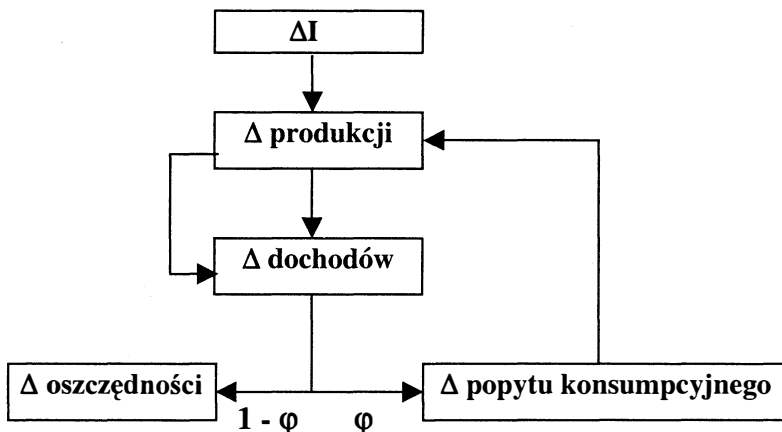 ΔI
Δ produkcji
Δ dochodów
Δ oszczędności
Δ popytu konsumpcyjnego
1 - φ
φ